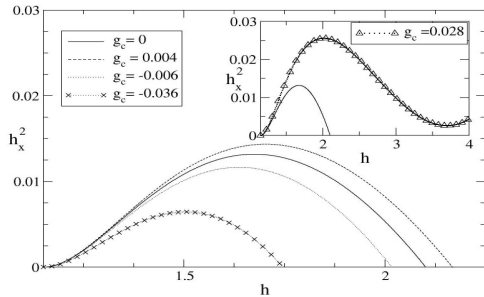 0.03
g_c = 0
g_c = 0.004
g_c = -0.006
g_c = -0.036
0.02
h_x^2
0.01
0
1.5
2
h
g_c =0.028
0.03
0.02
h_x^2
0.01
0.00
2
3
4
h